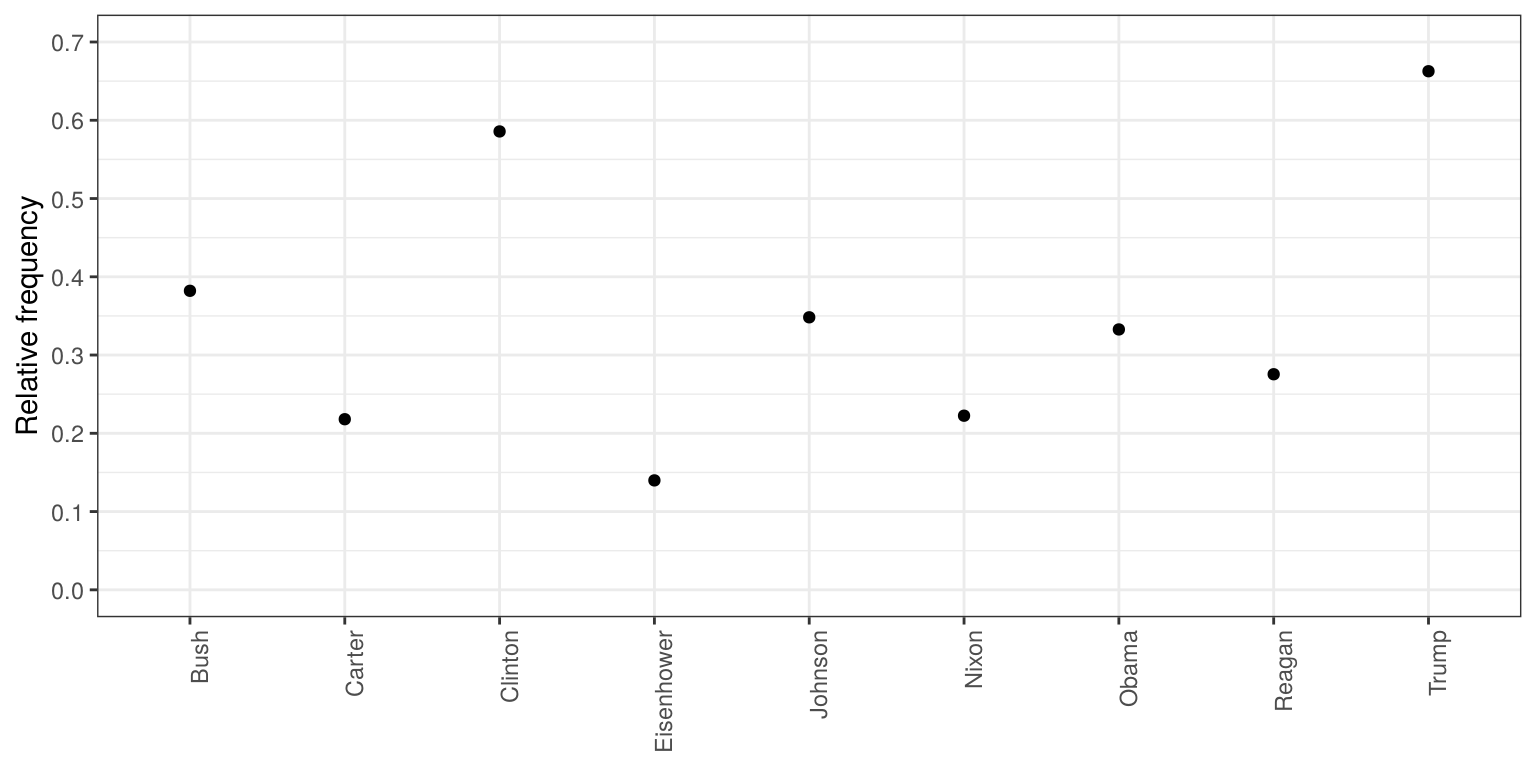 Relative frequency
0.7
0.6
0.5
0.4
0.3
0.2
0.1
0.0
Bush
Carter
Clinton
Eisenhower
Johnson
Nixon
Obama
Reagan
Trump